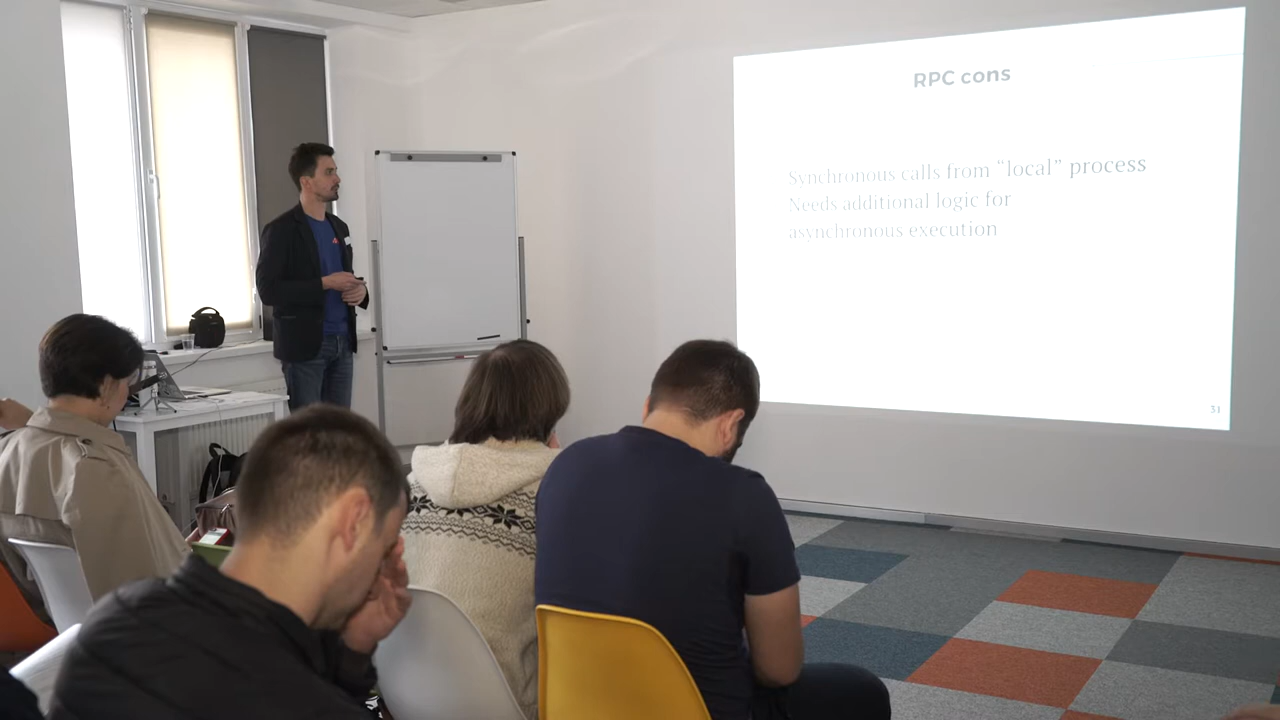 RPC cons
Synchronous calls from “local” process
Needs additional logic for
asynchronous execution
31